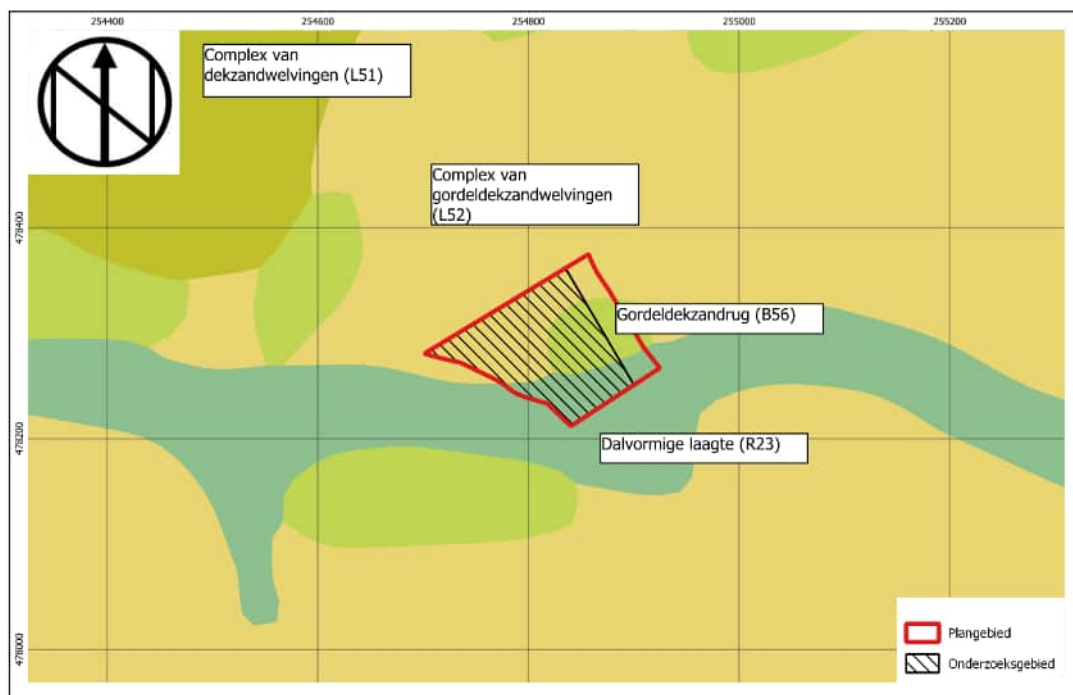 254400
254600
254800
255000
255200
Complex van
dekzandwelvingen (L51)
Complex van
gordeldekzandwelvingen
(L52)
478400
Gordeldekzandrug (B56)
478200
Dalvormige laagte (R23)
478000
Plangebied
Onderzoeksgebied